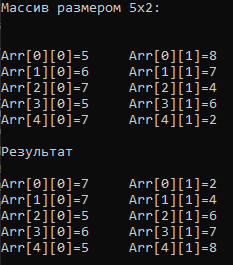 Массив размером 5x2:
Arr[0][0]=5 Arr[0][1]=8
Arr[1][0]=6 Arr[1][1]=7
Arr[2][0]=7 Arr[2][1]=4
Arr[3][0]=5 Arr[3][1]=6
Arr[4][0]=7 Arr[4][1]=2
Результат
Arr[0][0]=7 Arr[0][1]=2
Arr[1][0]=7 Arr[1][1]=4
Arr[2][0]=5 Arr[2][1]=6
Arr[3][0]=6 Arr[3][1]=7
Arr[4][0]=5 Arr[4][1]=8